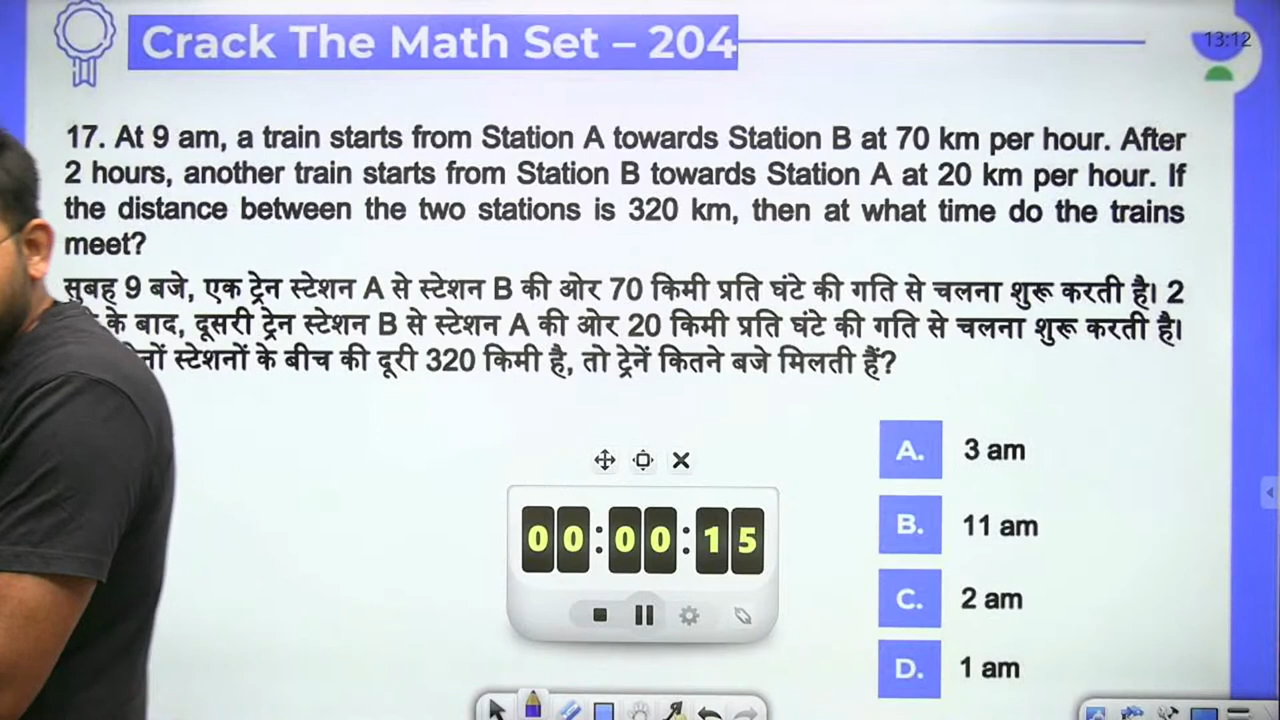 Crack The Math Set – 204
13:12
17. At 9 am, a train starts from Station A towards Station B at 70 km per hour. After
2 hours, another train starts from Station B towards Station A at 20 km per hour. If
the distance between the two stations is 320 km, then at what time do the trains
meet?
सुबह 9 बजे, एक ट्रेन स्टेशन A से स्टेशन B की ओर 70 किमी प्रति घंटे की गति से चलना शुरू करती है। 2
के बाद, दूसरी ट्रेन स्टेशन B से स्टेशन A की ओर 20 किमी प्रति घंटे की गति से चलना शुरू करती है।
स्टेशनों के बीच की दूरी 320 किमी है, तो ट्रेनें कितने बजे मिलती हैं?
A. 3 am
00:00:15
B. 11 am
C. 2 am
D. 1 am